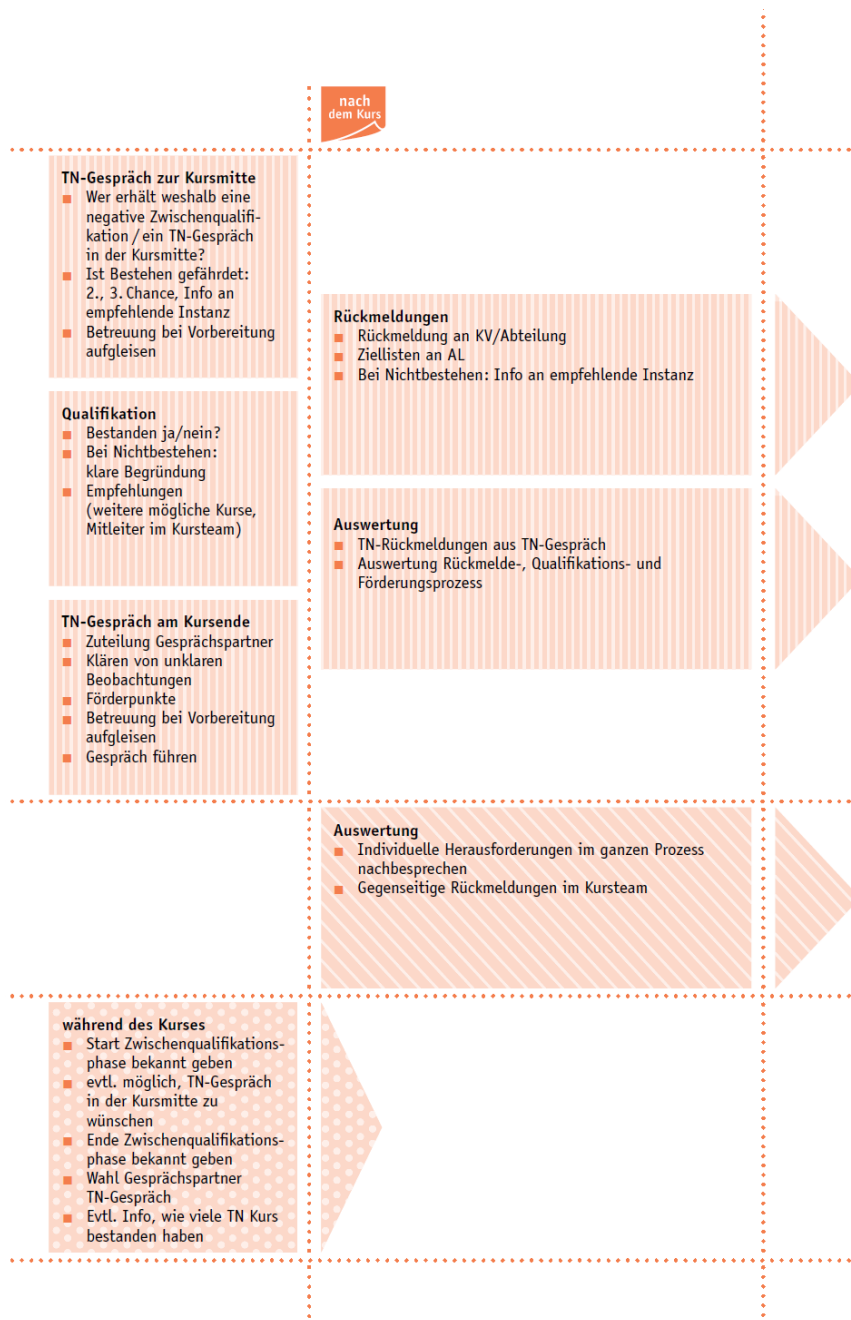 nach
dem Kurs
TN-Gespräch zur Kursmitte
■ Wer erhält weshalb eine
negative Zwischenqualifi-
kation / ein TN-Gespräch
in der Kursmitte?
■ Ist Bestehen gefährdet:
2., 3. Chance, Info an
empfehlende Instanz
■ Betreuung bei Vorbereitung
aufgleisen
Qualifikation
■ Bestanden ja/nein?
■ Bei Nichtbestehen:
klare Begründung
■ Empfehlungen
(weitere mögliche Kurse,
Mitleiter im Kursteam)
TN-Gespräch am Kursende
■ Zuteilung Gesprächspartner
■ Klären von unklaren
Beobachtungen
■ Förderpunkte
■ Betreuung bei Vorbereitung
aufgleisen
■ Gespräch führen
Rückmeldungen
■ Rückmeldung an KV/Abteilung
■ Ziellisten an AL
■ Bei Nichtbestehen: Info an empfehlende Instanz
Auswertung
■ TN-Rückmeldungen aus TN-Gespräch
■ Auswertung Rückmelde-, Qualifikations- und
Förderungsprozess
Auswertung
■ Individuelle Herausforderungen im ganzen Prozess
nachbesprechen
■ Gegenseitige Rückmeldungen im Kursteam
während des Kurses
■ Start Zwischenqualifikations-
phase bekannt geben
■ evtl. möglich, TN-Gespräch
in der Kursmitte zu
wünschen
■ Ende Zwischenqualifikations-
phase bekannt geben
■ Wahl Gesprächspartner
TN-Gespräch
■ Evtl. Info, wie viele TN Kurs
bestanden haben